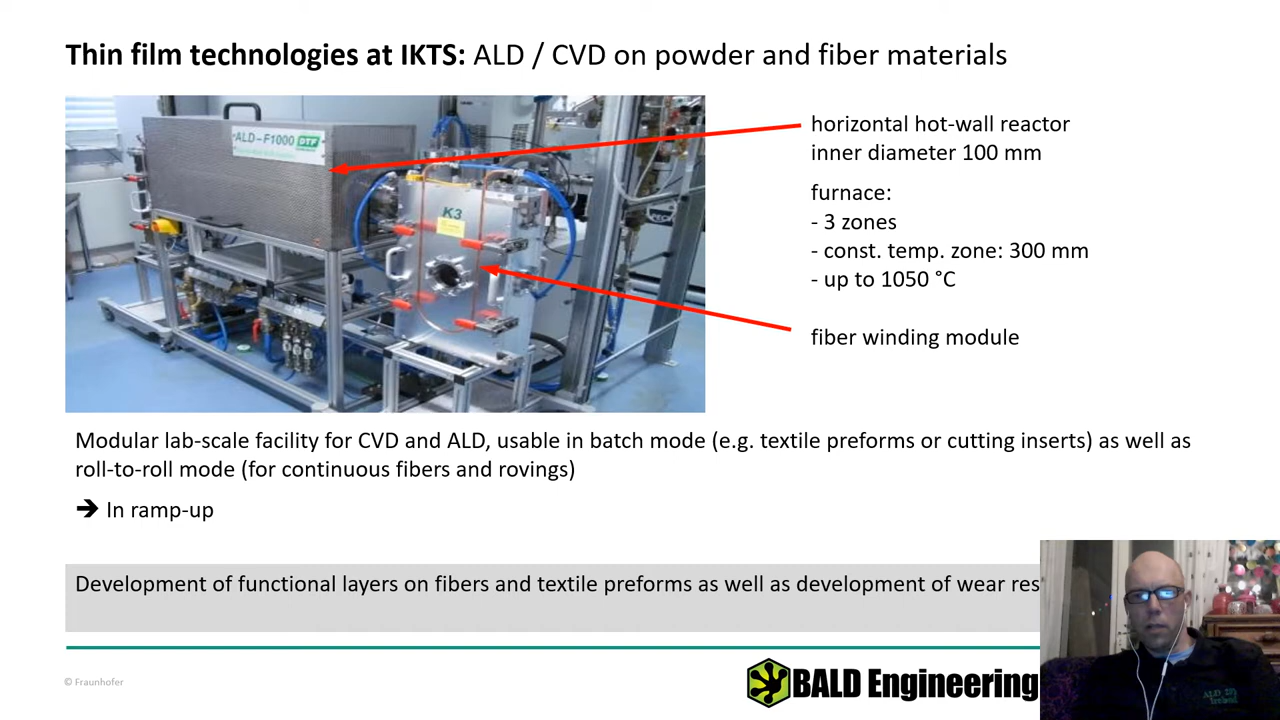 Thin film technologies at IKTS: ALD / CVD on powder and fiber materials
ALD-F1000 DTF
K3
horizontal hot-wall reactor
inner diameter 100 mm
furnace:
- 3 zones
- const. temp. zone: 300 mm
- up to 1050 °C
fiber winding module
Modular lab-scale facility for CVD and ALD, usable in batch mode (e.g. textile preforms or cutting inserts) as well as
roll-to-roll mode (for continuous fibers and rovings)
➔ In ramp-up
Development of functional layers on fibers and textile preforms as well as development of wear res
© Fraunhofer
BALD Engineering